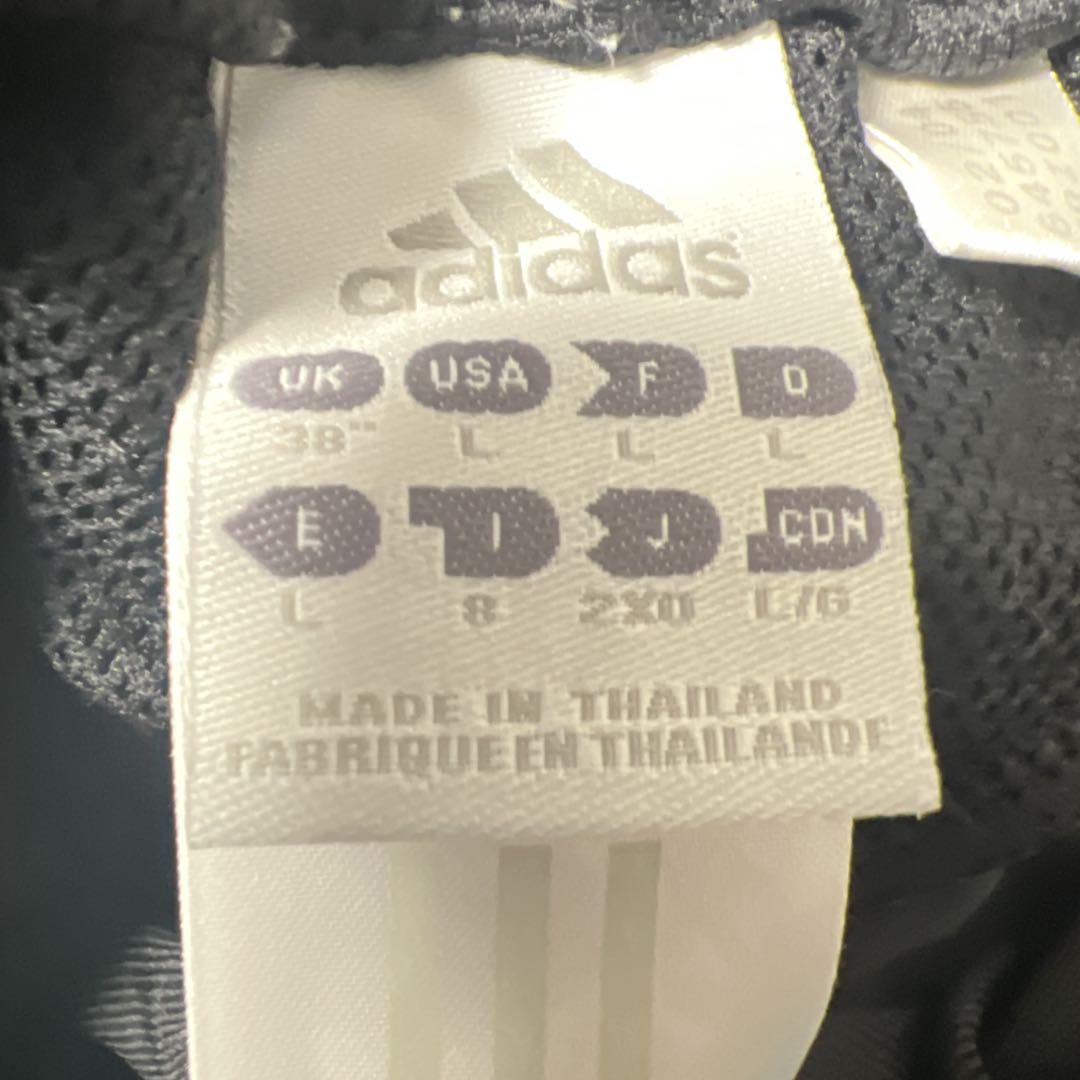 adidas
UK USA F D
38"" L L L
E I J CDN
L 8 2XO L/G
MADE IN THAILAND
FABRIQUE EN THAILANDE